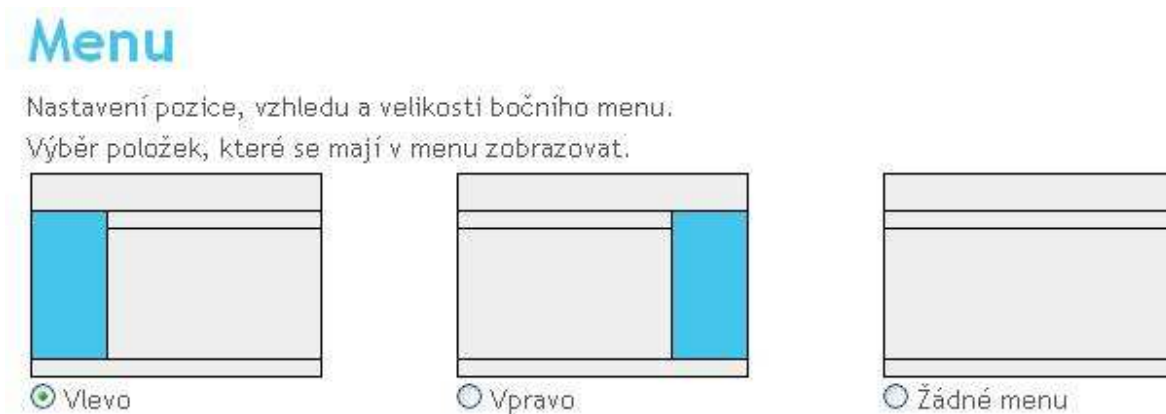 Menu
Nastavení pozice, vzhledu a velikosti bočního menu.
Výběr položek, které se mají v menu zobrazovat.
Vlevo
Vpravo
Žádné menu